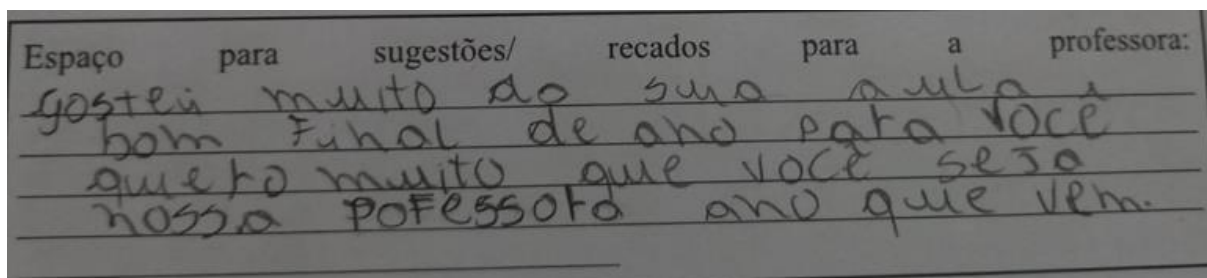 Espaço para sugestões/ recados para a professora:
gostei muito do sua aula i
bom Final de ano para você
quero muito que você seja
nossa poFessora ano que vem.